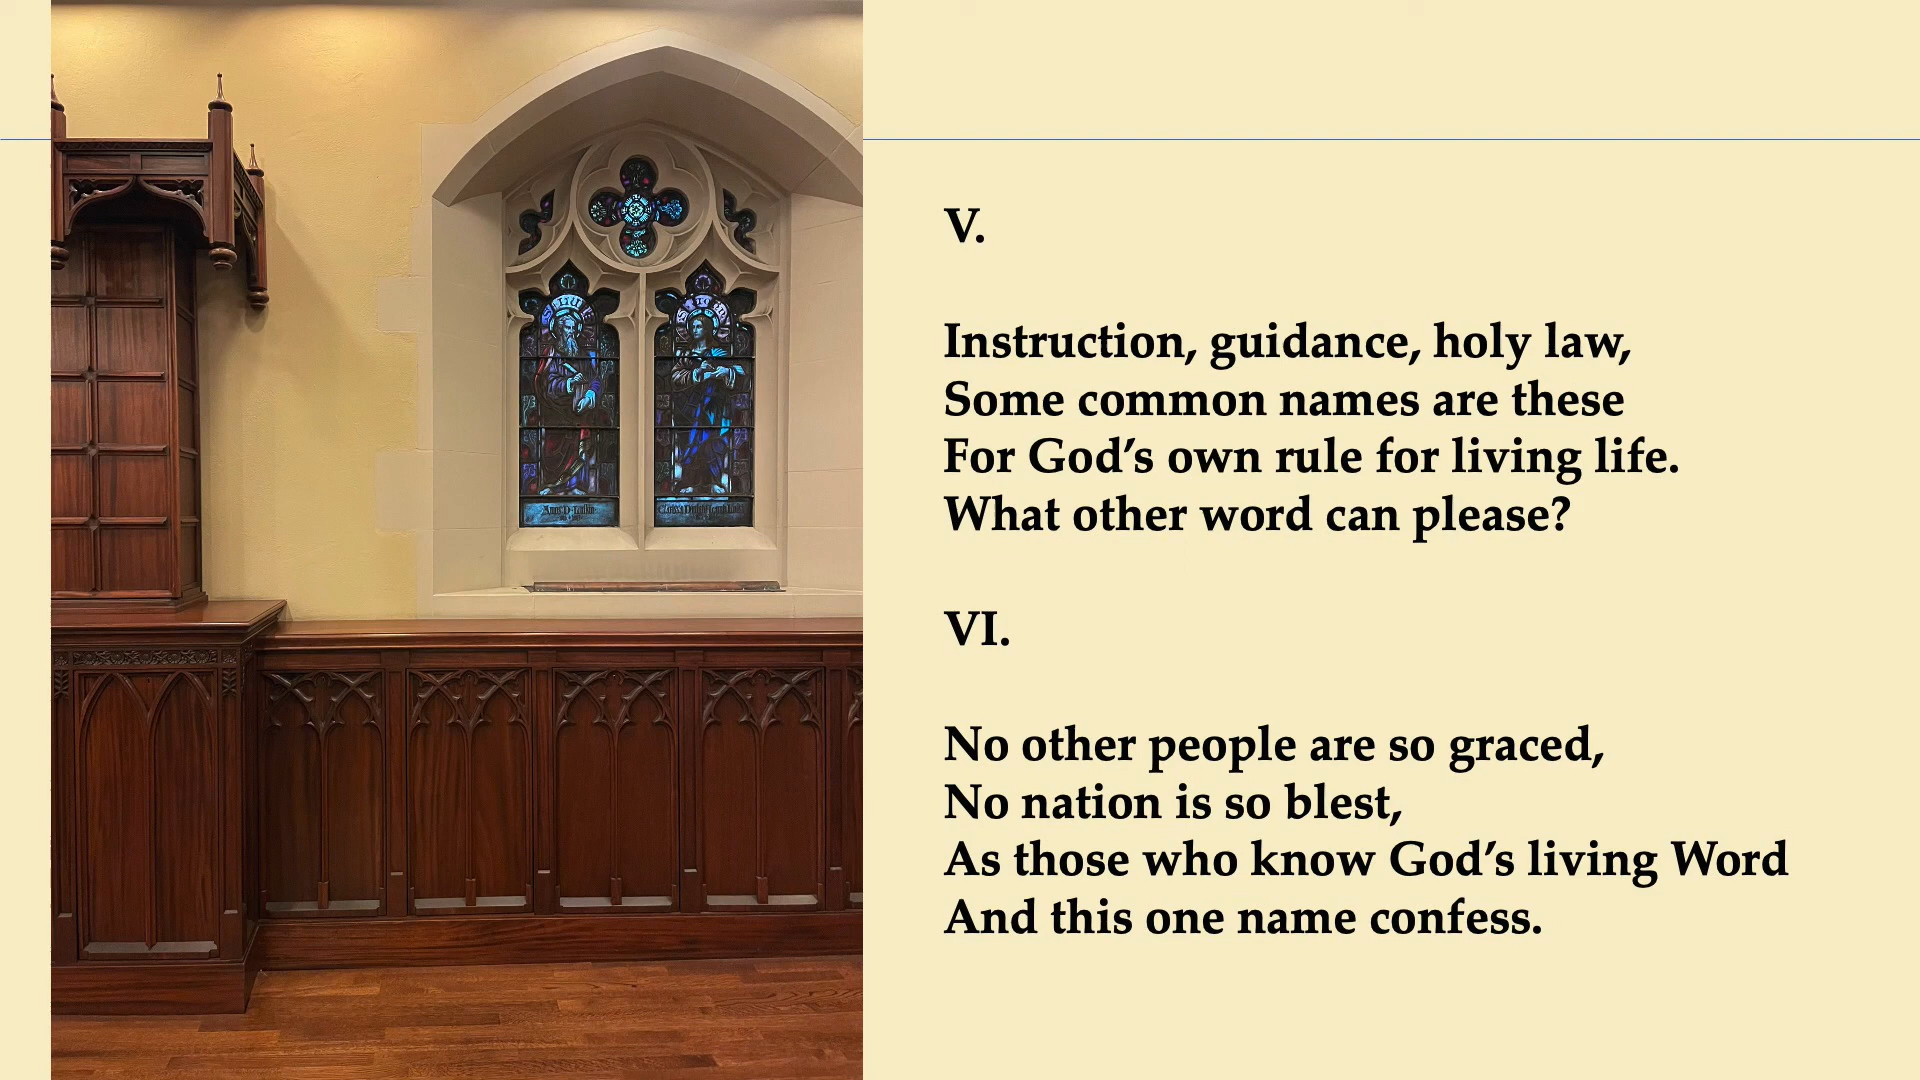 V.
Instruction, guidance, holy law,
Some common names are these
For God’s own rule for living life.
What other word can please?
VI.
No other people are so graced,
No nation is so blest,
As those who know God’s living Word
And this one name confess.